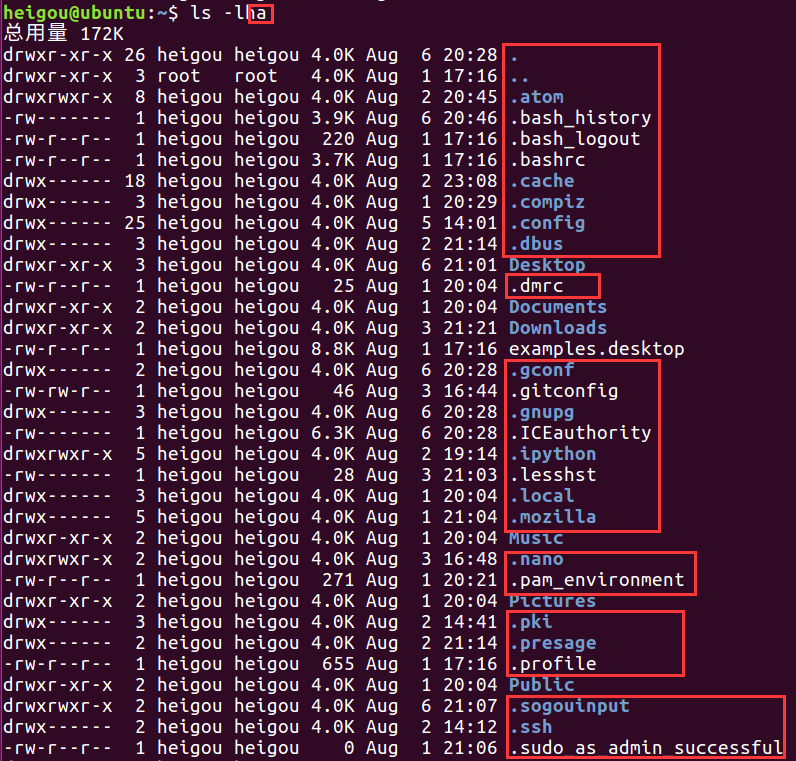 heigou@ubuntu:~$ ls -lha
总用量 172K
drwxr-xr-x 26 heigou heigou 4.0K Aug  6 20:28 .
drwxr-xr-x  3 root   root   4.0K Aug  1 17:16 ..
drwxrwxr-x  8 heigou heigou 4.0K Aug  2 20:45 .atom
-rw-------  1 heigou heigou 3.9K Aug  6 20:46 .bash_history
-rw-r--r--  1 heigou heigou  220 Aug  1 17:16 .bash_logout
-rw-r--r--  1 heigou heigou 3.7K Aug  1 17:16 .bashrc
drwx------ 18 heigou heigou 4.0K Aug  2 23:08 .cache
drwx------  3 heigou heigou 4.0K Aug  1 20:29 .compiz
drwx------ 25 heigou heigou 4.0K Aug  5 14:01 .config
drwx------  3 heigou heigou 4.0K Aug  2 21:14 .dbus
drwxr-xr-x  3 heigou heigou 4.0K Aug  6 21:01 Desktop
-rw-r--r--  1 heigou heigou   25 Aug  1 20:04 .dmrc
drwxr-xr-x  2 heigou heigou 4.0K Aug  1 20:04 Documents
drwxr-xr-x  2 heigou heigou 4.0K Aug  3 21:21 Downloads
-rw-r--r--  1 heigou heigou 8.8K Aug  1 17:16 examples.desktop
drwx------  2 heigou heigou 4.0K Aug  6 20:28 .gconf
-rw-rw-r--  1 heigou heigou   46 Aug  3 16:44 .gitconfig
drwx------  3 heigou heigou 4.0K Aug  6 20:28 .gnupg
-rw-------  1 heigou heigou 6.3K Aug  6 20:28 .ICEauthority
drwxrwxr-x  5 heigou heigou 4.0K Aug  2 19:14 .ipython
-rw-------  1 heigou heigou   28 Aug  3 21:03 .lesshst
drwx------  3 heigou heigou 4.0K Aug  1 20:04 .local
drwx------  5 heigou heigou 4.0K Aug  1 21:04 .mozilla
drwxr-xr-x  2 heigou heigou 4.0K Aug  1 20:04 Music
drwxrwxr-x  2 heigou heigou 4.0K Aug  3 16:48 .nano
-rw-r--r--  1 heigou heigou  271 Aug  1 20:21 .pam_environment
drwxr-xr-x  2 heigou heigou 4.0K Aug  1 20:04 Pictures
drwx------  3 heigou heigou 4.0K Aug  2 14:41 .pki
drwx------  2 heigou heigou 4.0K Aug  2 21:14 .presage
-rw-r--r--  1 heigou heigou  655 Aug  1 17:16 .profile
drwxr-xr-x  2 heigou heigou 4.0K Aug  1 20:04 Public
drwxrwxr-x  2 heigou heigou 4.0K Aug  6 21:07 .sogouinput
drwx------  2 heigou heigou 4.0K Aug  2 14:12 .ssh
-rw-r--r--  1 heigou heigou    0 Aug  1 21:06 .sudo_as_admin_successful